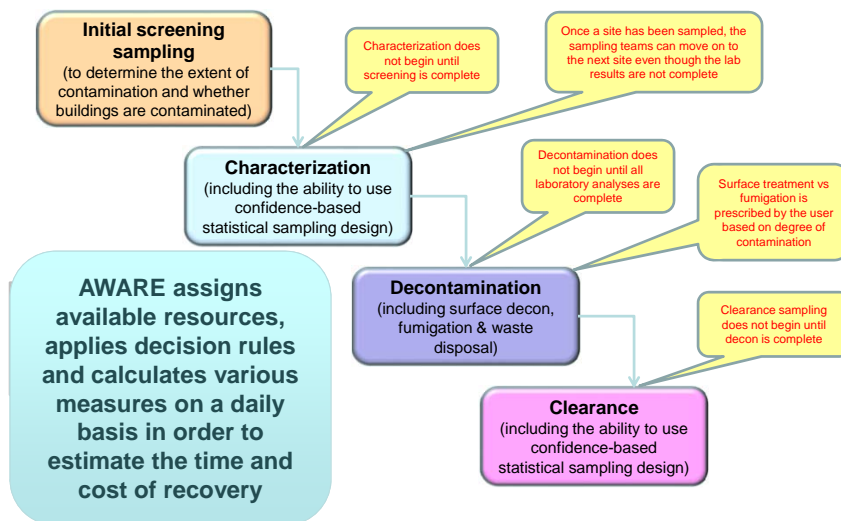 Initial screening
sampling
(to determine the extent of
contamination and whether
buildings are contaminated)
Characterization does
not begin until
screening is complete
Once a site has been sampled, the
sampling teams can move on to
the next site even though the lab
results are not complete
Characterization
(including the ability to use
confidence-based
statistical sampling design)
Decontamination does
not begin until all
laboratory analyses are
complete
Surface treatment vs
fumigation is
prescribed by the user
based on degree of
contamination
Decontamination
(including surface decon,
fumigation & waste
disposal)
Clearance sampling
does not begin until
decon is complete
Clearance
(including the ability to use
confidence-based
statistical sampling design)
AWARE assigns
available resources,
applies decision rules
and calculates various
measures on a daily
basis in order to
estimate the time and
cost of recovery